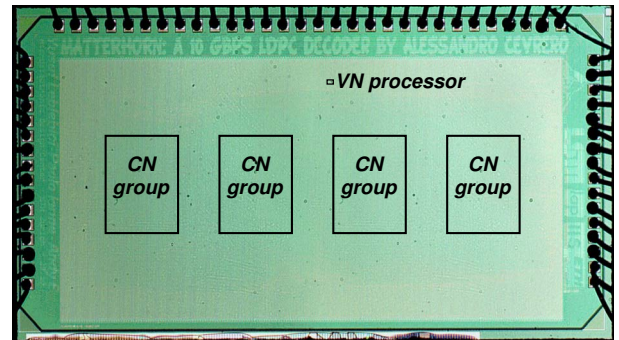 MATTERHORN: A 10 GBPS LDPC DECODER BY ALESSANDRO CEVRERO
VN processor
CN
group
CN
group
CN
group
CN
group